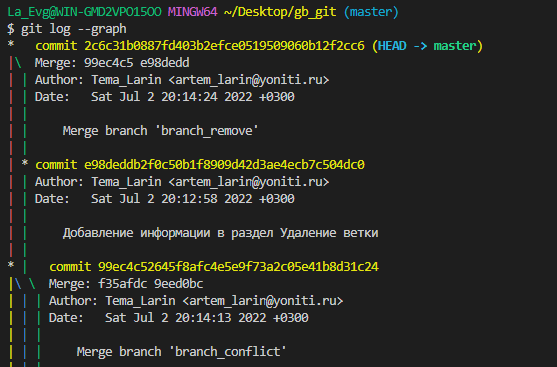 La_Evg@WIN-GMD2VPO15OO MINGW64 ~/Desktop/gb_git (master)
$ git log --graph
*   commit 2c6c31b0887fd403b2efce0519509060b12f2cc6 (HEAD -> master)
|\  Merge: 99ec4c5 e98dedd
| | Author: Tema_Larin <artem_larin@yoniti.ru>
| | Date:   Sat Jul 2 20:14:24 2022 +0300
| |
| |     Merge branch 'branch_remove'
| |
| * commit e98deddb2f0c50b1f8909d42d3ae4ecb7c504dc0
| | Author: Tema_Larin <artem_larin@yoniti.ru>
| | Date:   Sat Jul 2 20:12:58 2022 +0300
| |
| |     Добавление информации в раздел Удаление ветки
| |
* |   commit 99ec4c52645f8afc4e5e9f73a2c05e41b8d31c24
|\ \  Merge: f35afdc 9eed0bc
| | | Author: Tema_Larin <artem_larin@yoniti.ru>
| | | Date:   Sat Jul 2 20:14:13 2022 +0300
| | |
| | |     Merge branch 'branch_conflict'
| | |